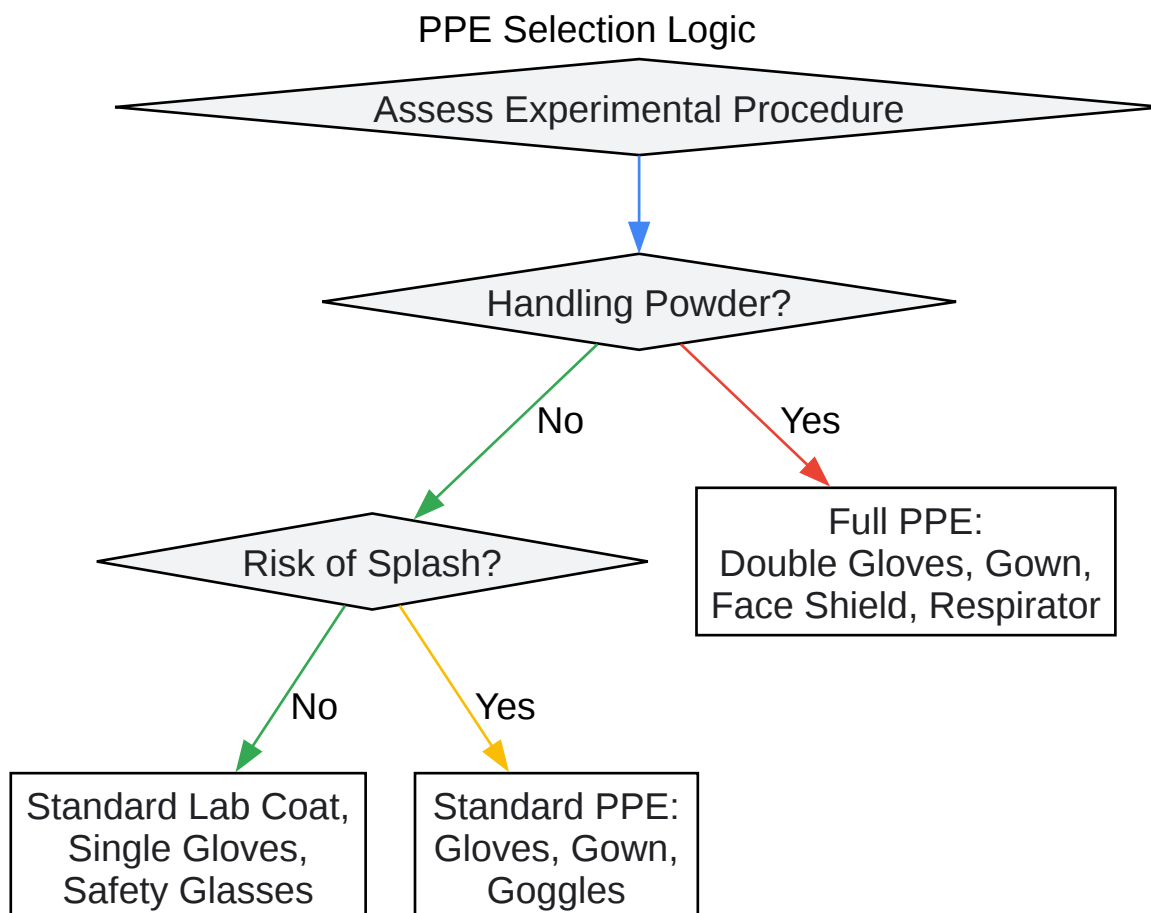 PPE Selection Logic
Assess Experimental Procedure
Handling Powder?
No
Yes
Full PPE:
Double Gloves, Gown,
Face Shield, Respirator
Risk of Splash?
No
Yes
Standard Lab Coat,
Single Gloves,
Safety Glasses
Standard PPE:
Gloves, Gown,
Goggles